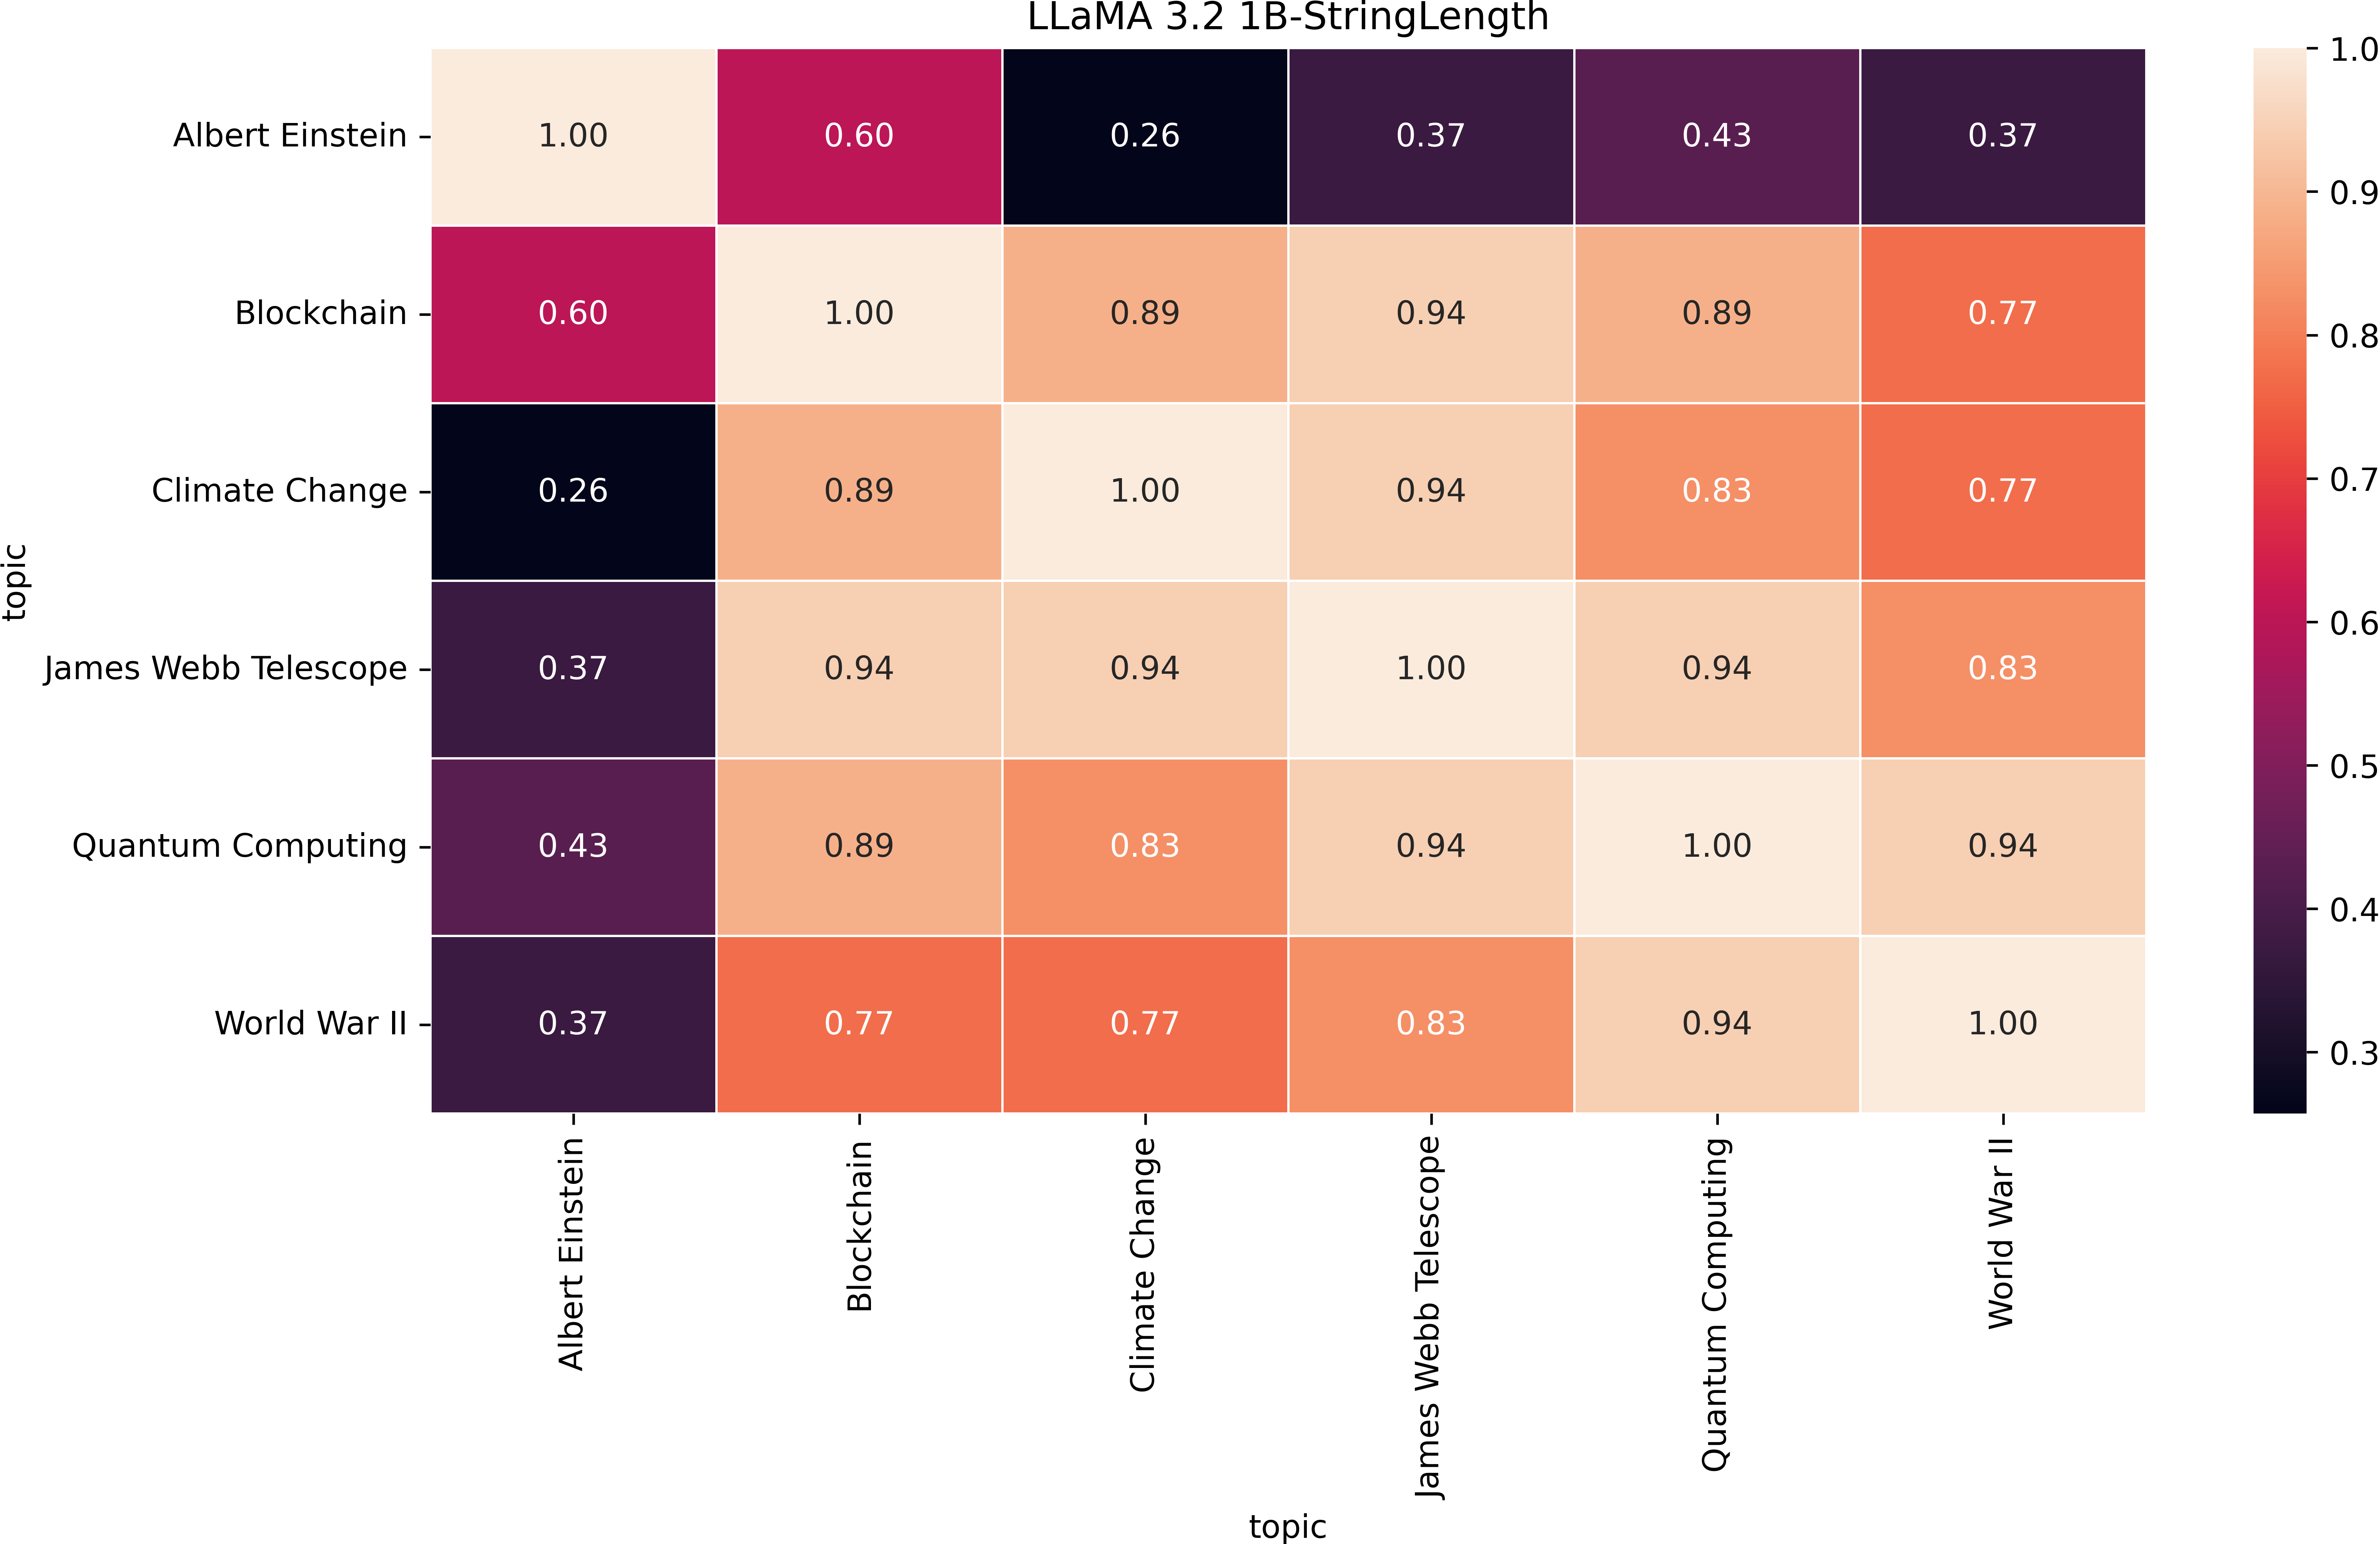 LLaMA 3.2 1B-StringLength
Albert Einstein 1.00 0.60 0.26 0.37 0.43 0.37
Blockchain 0.60 1.00 0.89 0.94 0.89 0.77
Climate Change 0.26 0.89 1.00 0.94 0.83 0.77
James Webb Telescope 0.37 0.94 0.94 1.00 0.94 0.83
Quantum Computing 0.43 0.89 0.83 0.94 1.00 0.94
World War II 0.37 0.77 0.77 0.83 0.94 1.00
topic
Albert Einstein
Blockchain
Climate Change
James Webb Telescope
Quantum Computing
World War II
topic
1.0
0.9
0.8
0.7
0.6
0.5
0.4
0.3